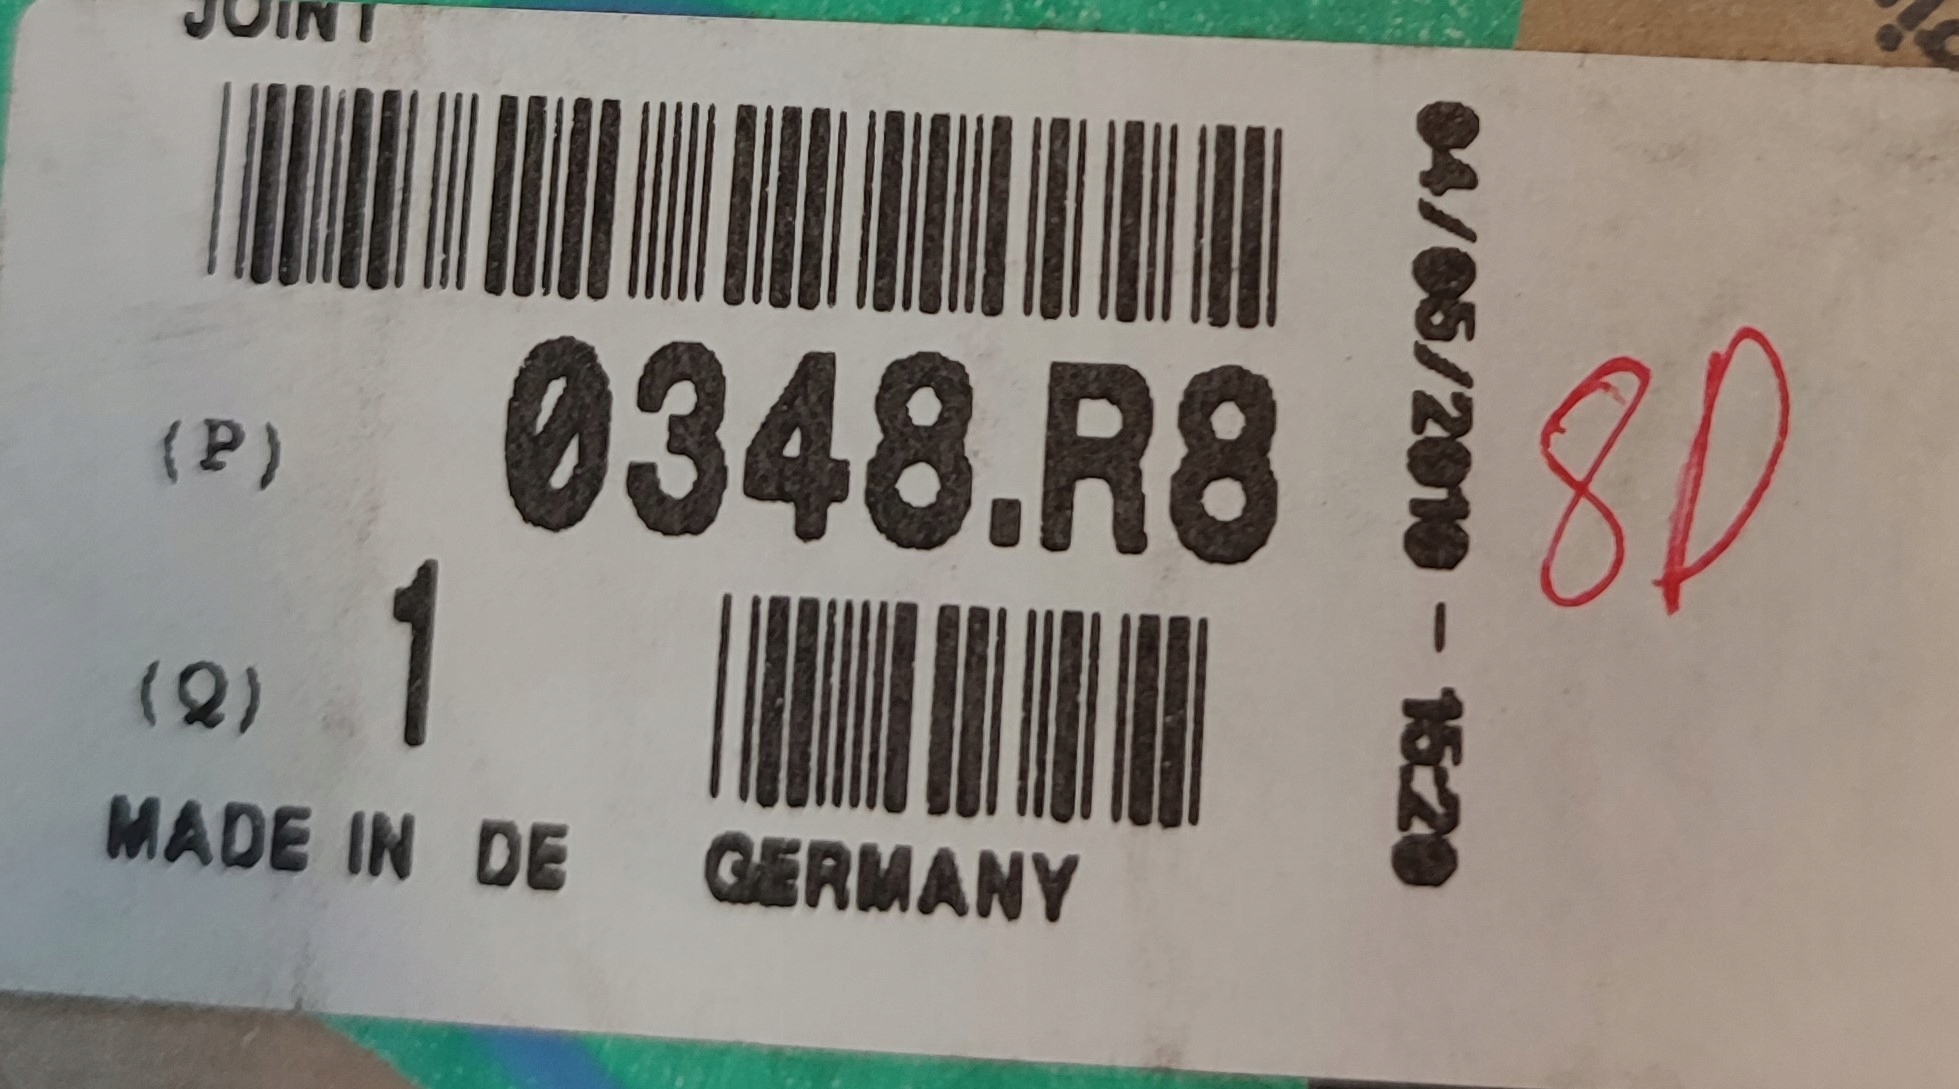 JOINT
(P) 0348.R8
(Q) 1
MADE IN DE GERMANY
04/05/2010 - 15:20
8D